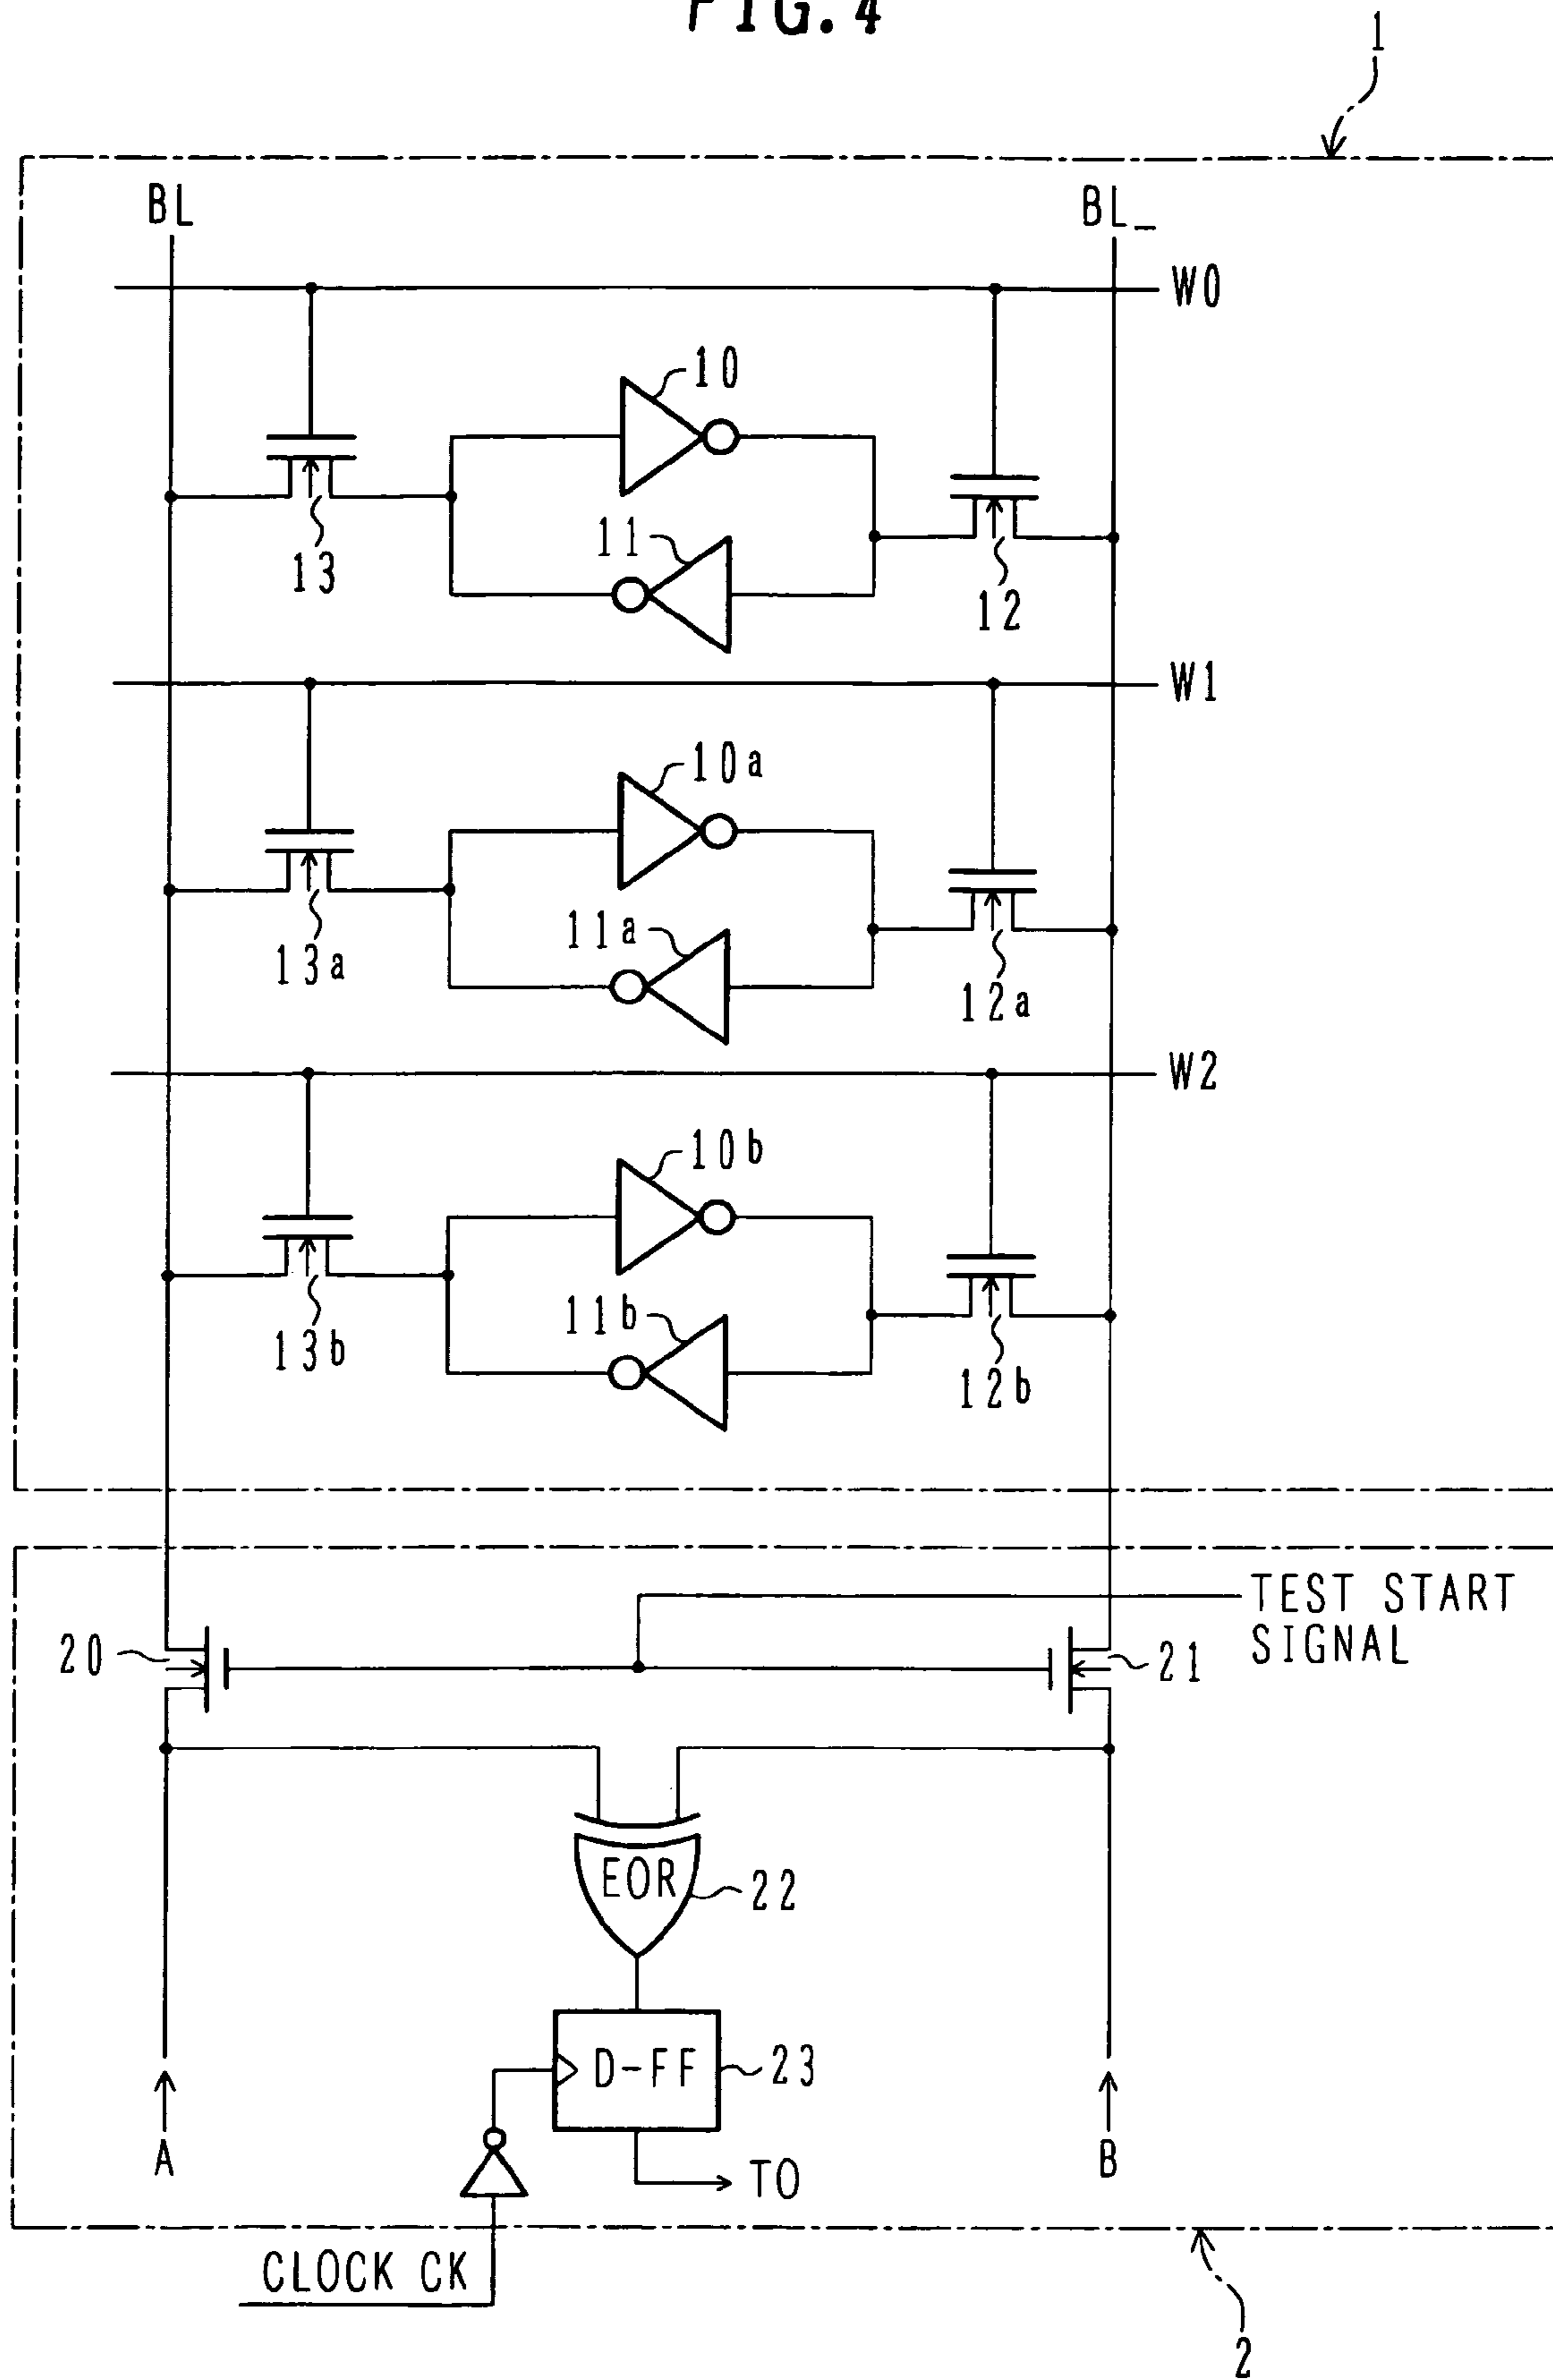 FIG. 4
1
BL
BL_
W0
10
11
13
12
W1
10a
11a
13a
12a
W2
10b
11b
13b
12b
TEST START
SIGNAL
20
21
EOR
22
D-FF
23
A
B
TO
CLOCK CK
2